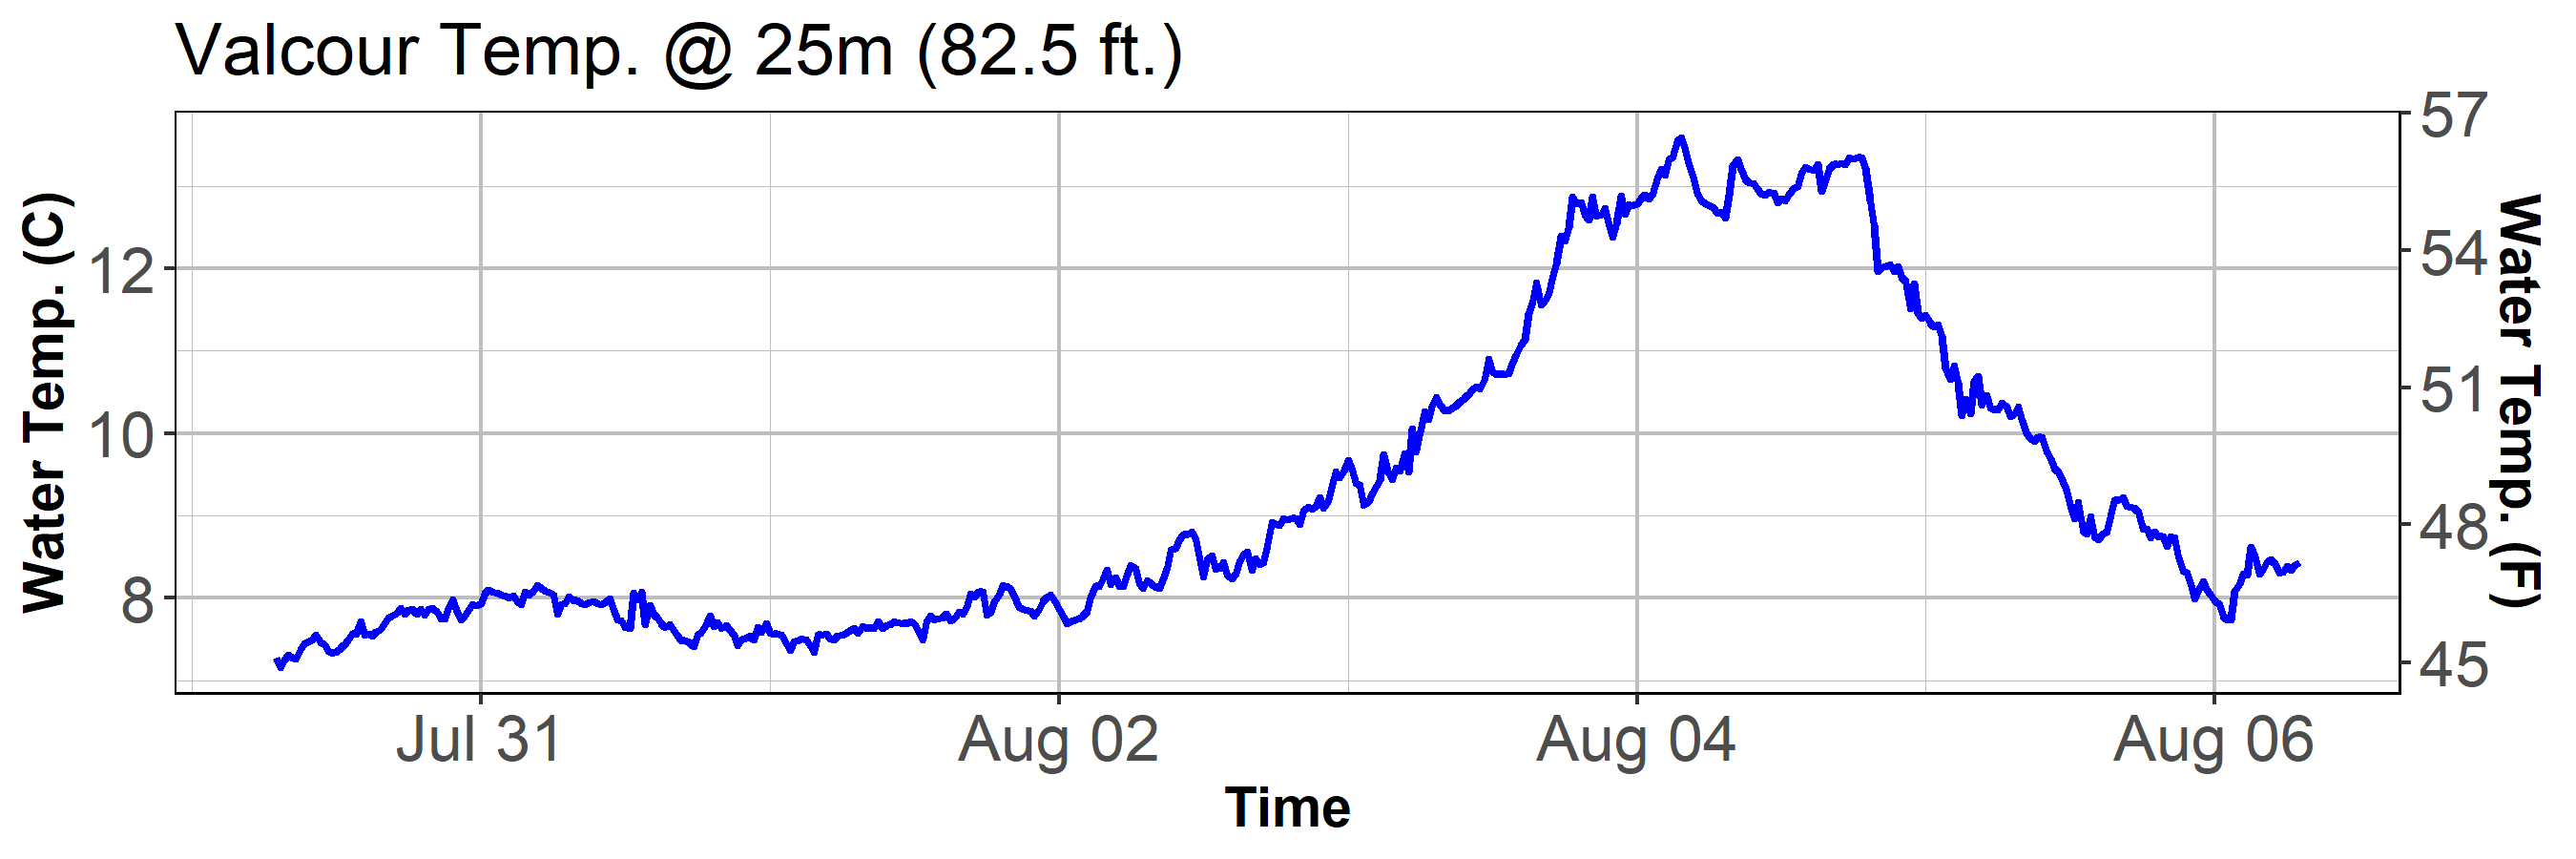 Valcour Temp. @ 25m (82.5 ft.)
Water Temp. (C)
12
10
8
57
54
51
48
45
Water Temp. (F)
Jul 31 Aug 02 Aug 04 Aug 06
Time